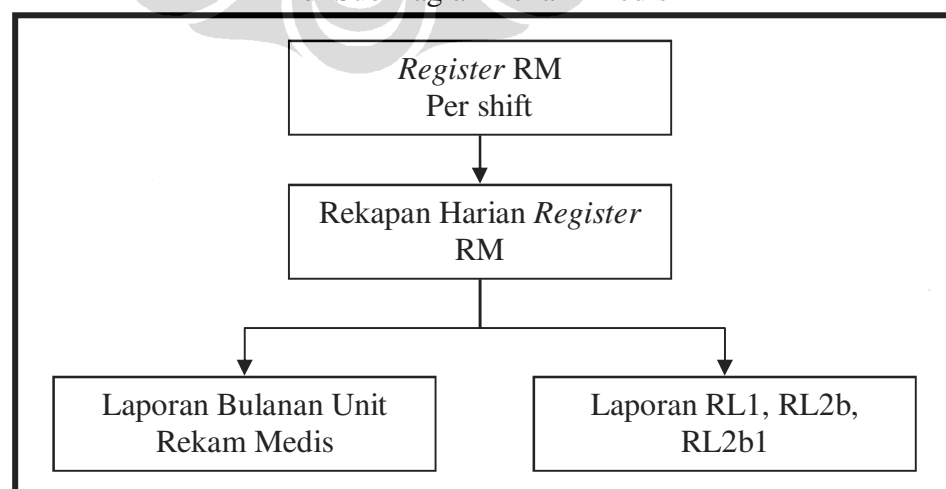 Register RM
Per shift
Rekapan Harian Register
RM
Laporan Bulanan Unit
Rekam Medis
Laporan RL1, RL2b,
RL2b1